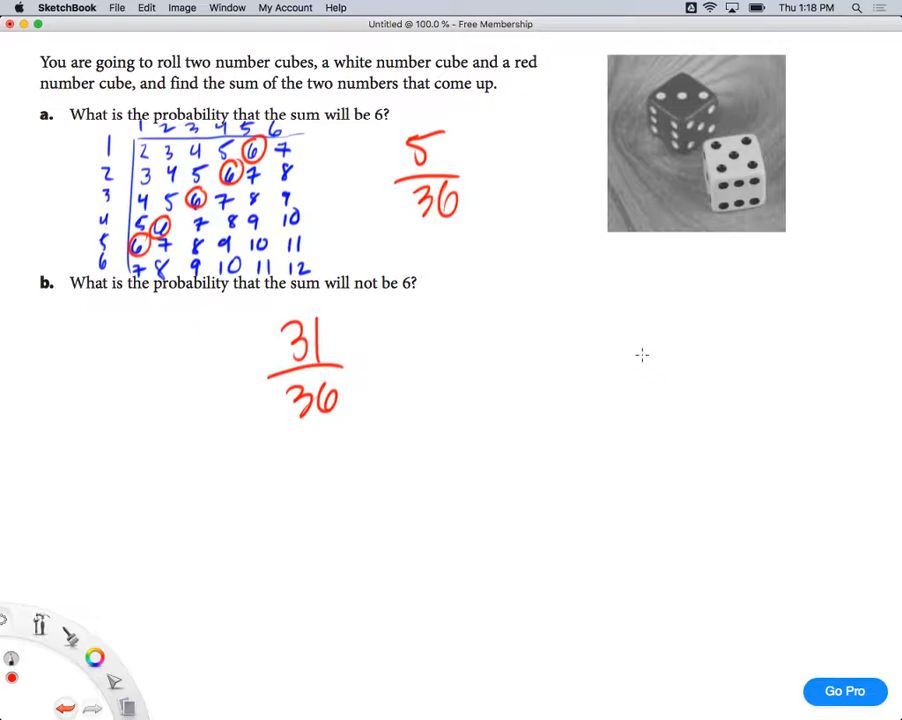 SketchBook File Edit Image Window My Account Help Thu 1:18 PM
Untitled @ 100.0 % - Free Membership
You are going to roll two number cubes, a white number cube and a red
number cube, and find the sum of the two numbers that come up.
a. What is the probability that the sum will be 6?
1 2 3 4 5 6
1 2 3 4 5 6 7
2 3 4 5 6 7 8
3 4 5 6 7 8 9
4 5 6 7 8 9 10
5 6 7 8 9 10 11
6 7 8 9 10 11 12
5
36
b. What is the probability that the sum will not be 6?
31
36
Go Pro